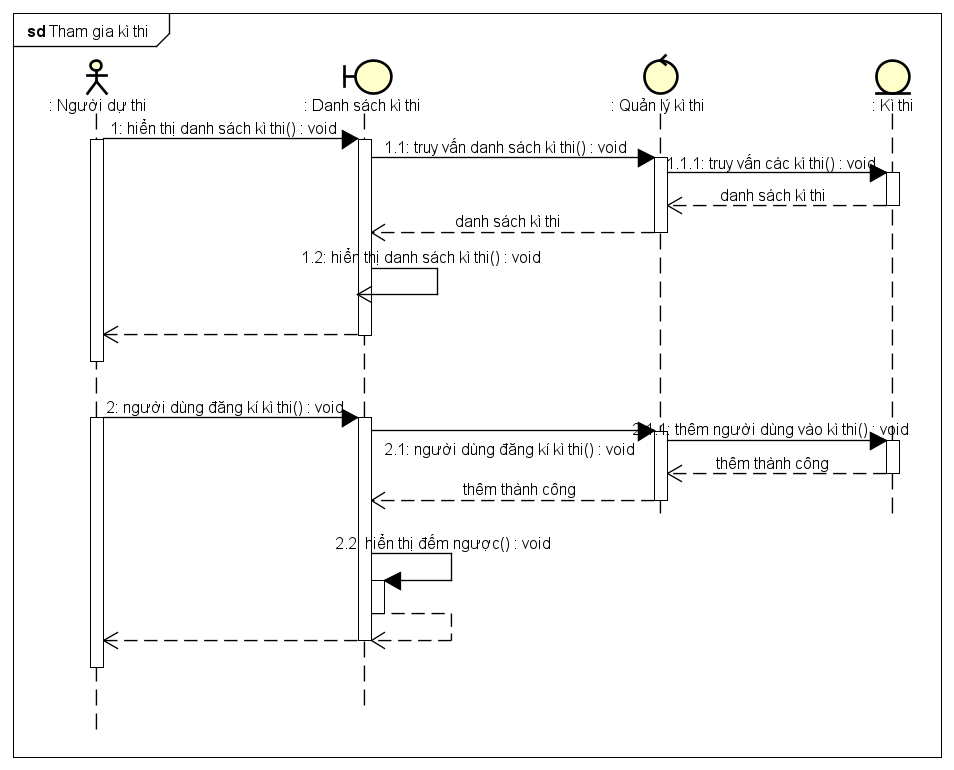 sd Tham gia kì thi
: Người dự thi
: Danh sách kì thi
: Quản lý kì thi
: Kì thi
1: hiển thị danh sách kì thi() : void
1.1: truy vấn danh sách kì thi() : void
1.1.1: truy vấn các kì thi() : void
danh sách kì thi
danh sách kì thi
1.2: hiển thị danh sách kì thi() : void
2: người dùng đăng kí kì thi() : void
2.1.1: thêm người dùng vào kì thi() : void
2.1: người dùng đăng kí kì thi() : void
thêm thành công
thêm thành công
2.2: hiển thị đếm ngược() : void